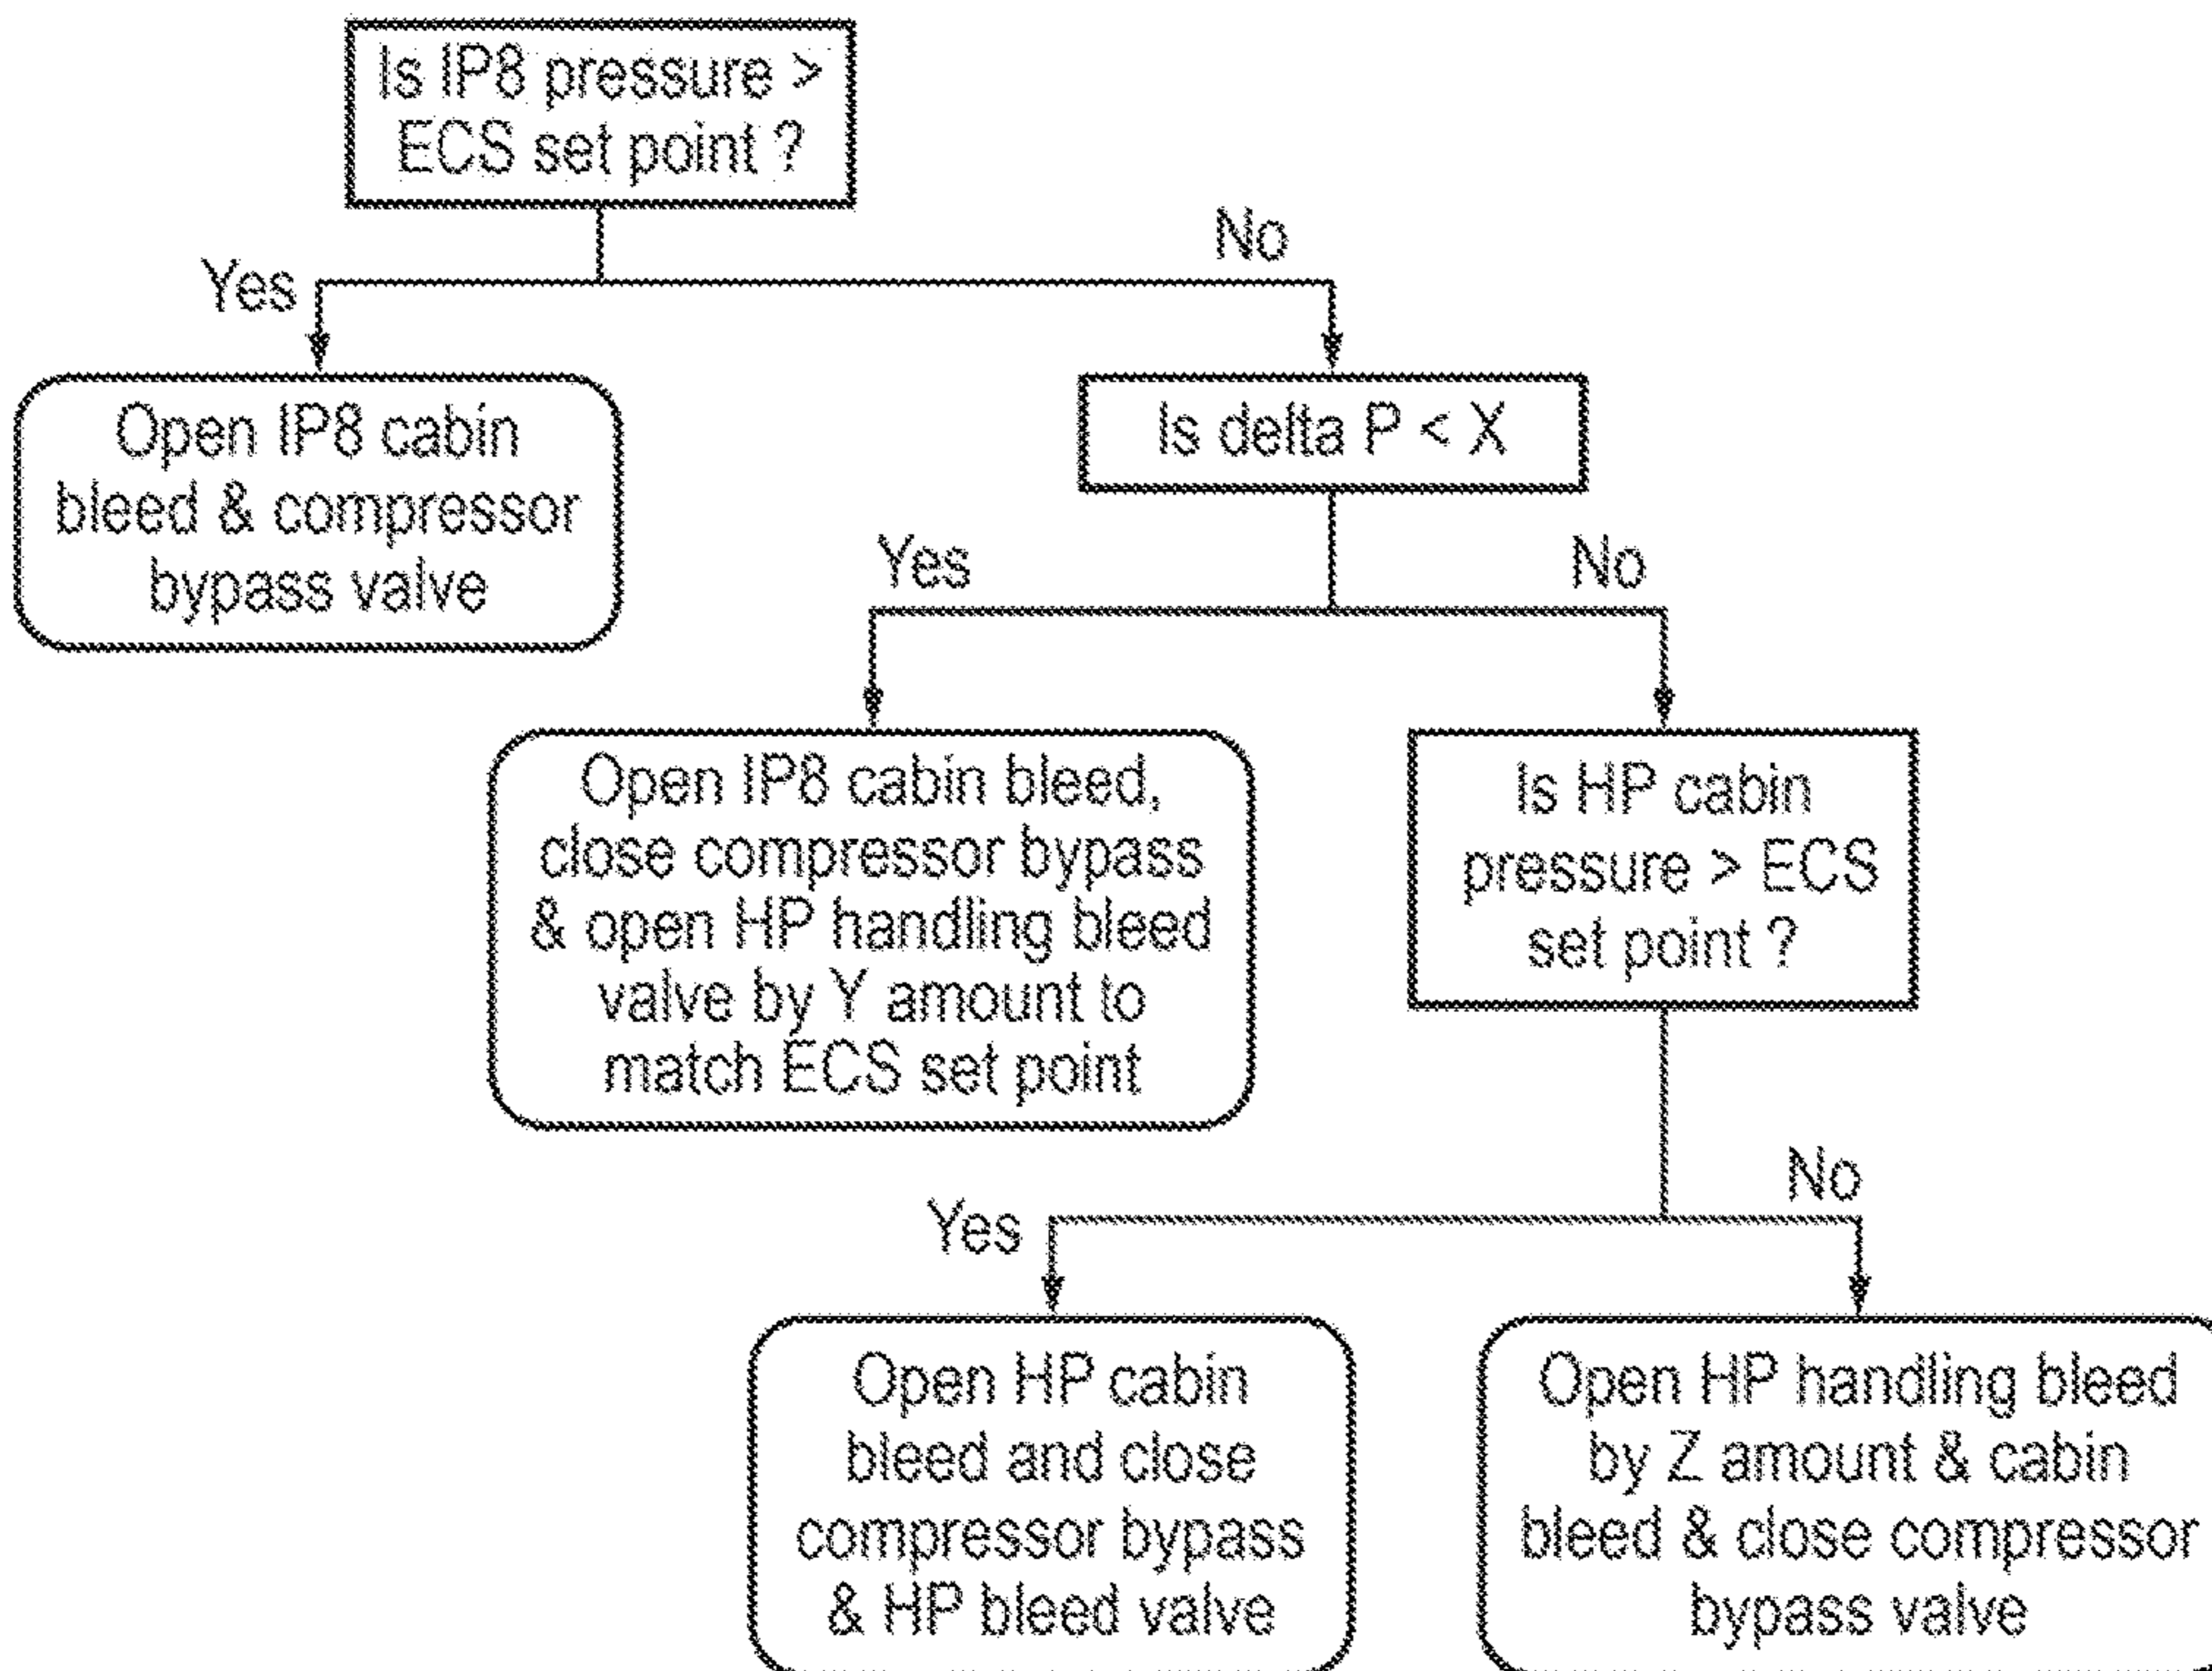 Is IP8 pressure >
ECS set point ?
No
Yes
Open IP8 cabin
bleed & compressor
bypass valve
Is delta P < X
Yes
No
Open IP8 cabin bleed,
close compressor bypass
& open HP handling bleed
valve by Y amount to
match ECS set point
Is HP cabin
pressure > ECS
set point ?
No
Yes
Open HP cabin
bleed and close
compressor bypass
& HP bleed valve
Open HP handling bleed
by Z amount & cabin
bleed & close compressor
bypass valve